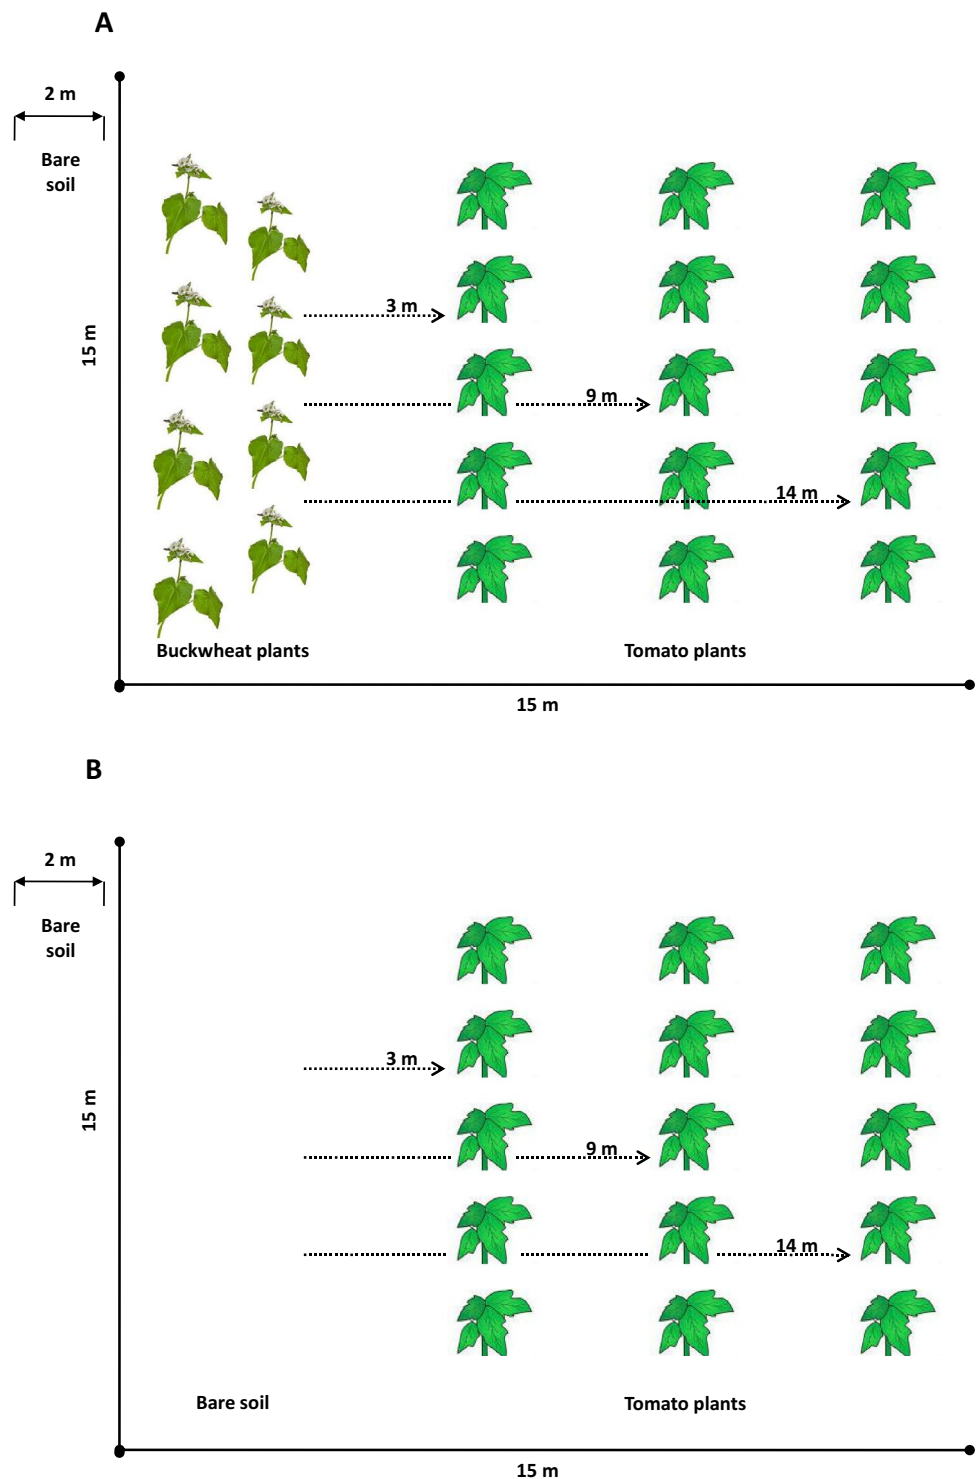 A
2 m
Bare
soil
3 m
15 m
9 m
14 m
Buckwheat plants
Tomato plants
15 m
B
2 m
Bare
soil
3 m
15 m
9 m
14 m
Bare soil
Tomato plants
15 m